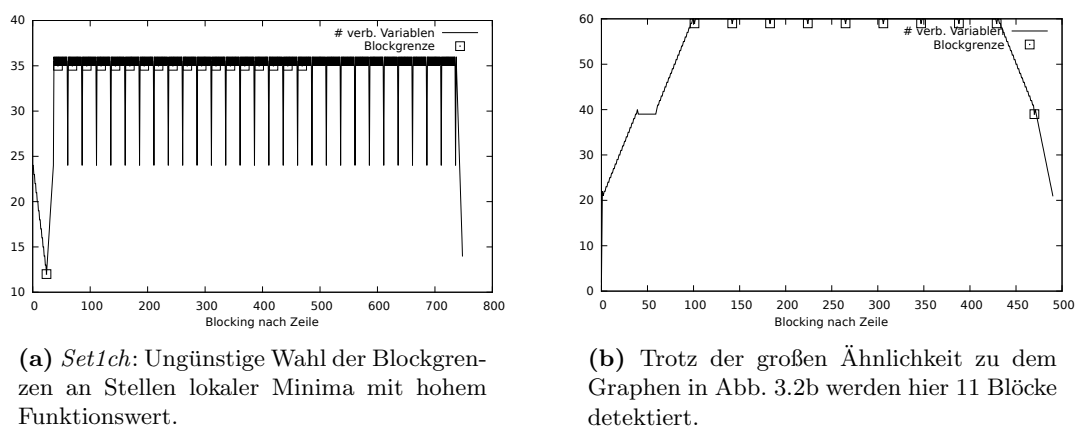 40
35
30
25
20
15
10
0 100 200 300 400 500 600 700 800
Blocking nach Zeile
# verb. Variablen
Blockgrenze
(a) Set1ch: Ungünstige Wahl der Blockgren-
zen an Stellen lokaler Minima mit hohem
Funktionswert.
60
50
40
30
20
10
0
0 50 100 150 200 250 300 350 400 450 500
Blocking nach Zeile
# verb. Variablen
Blockgrenze
(b) Trotz der großen Ähnlichkeit zu dem
Graphen in Abb. 3.2b werden hier 11 Blöcke
detektiert.